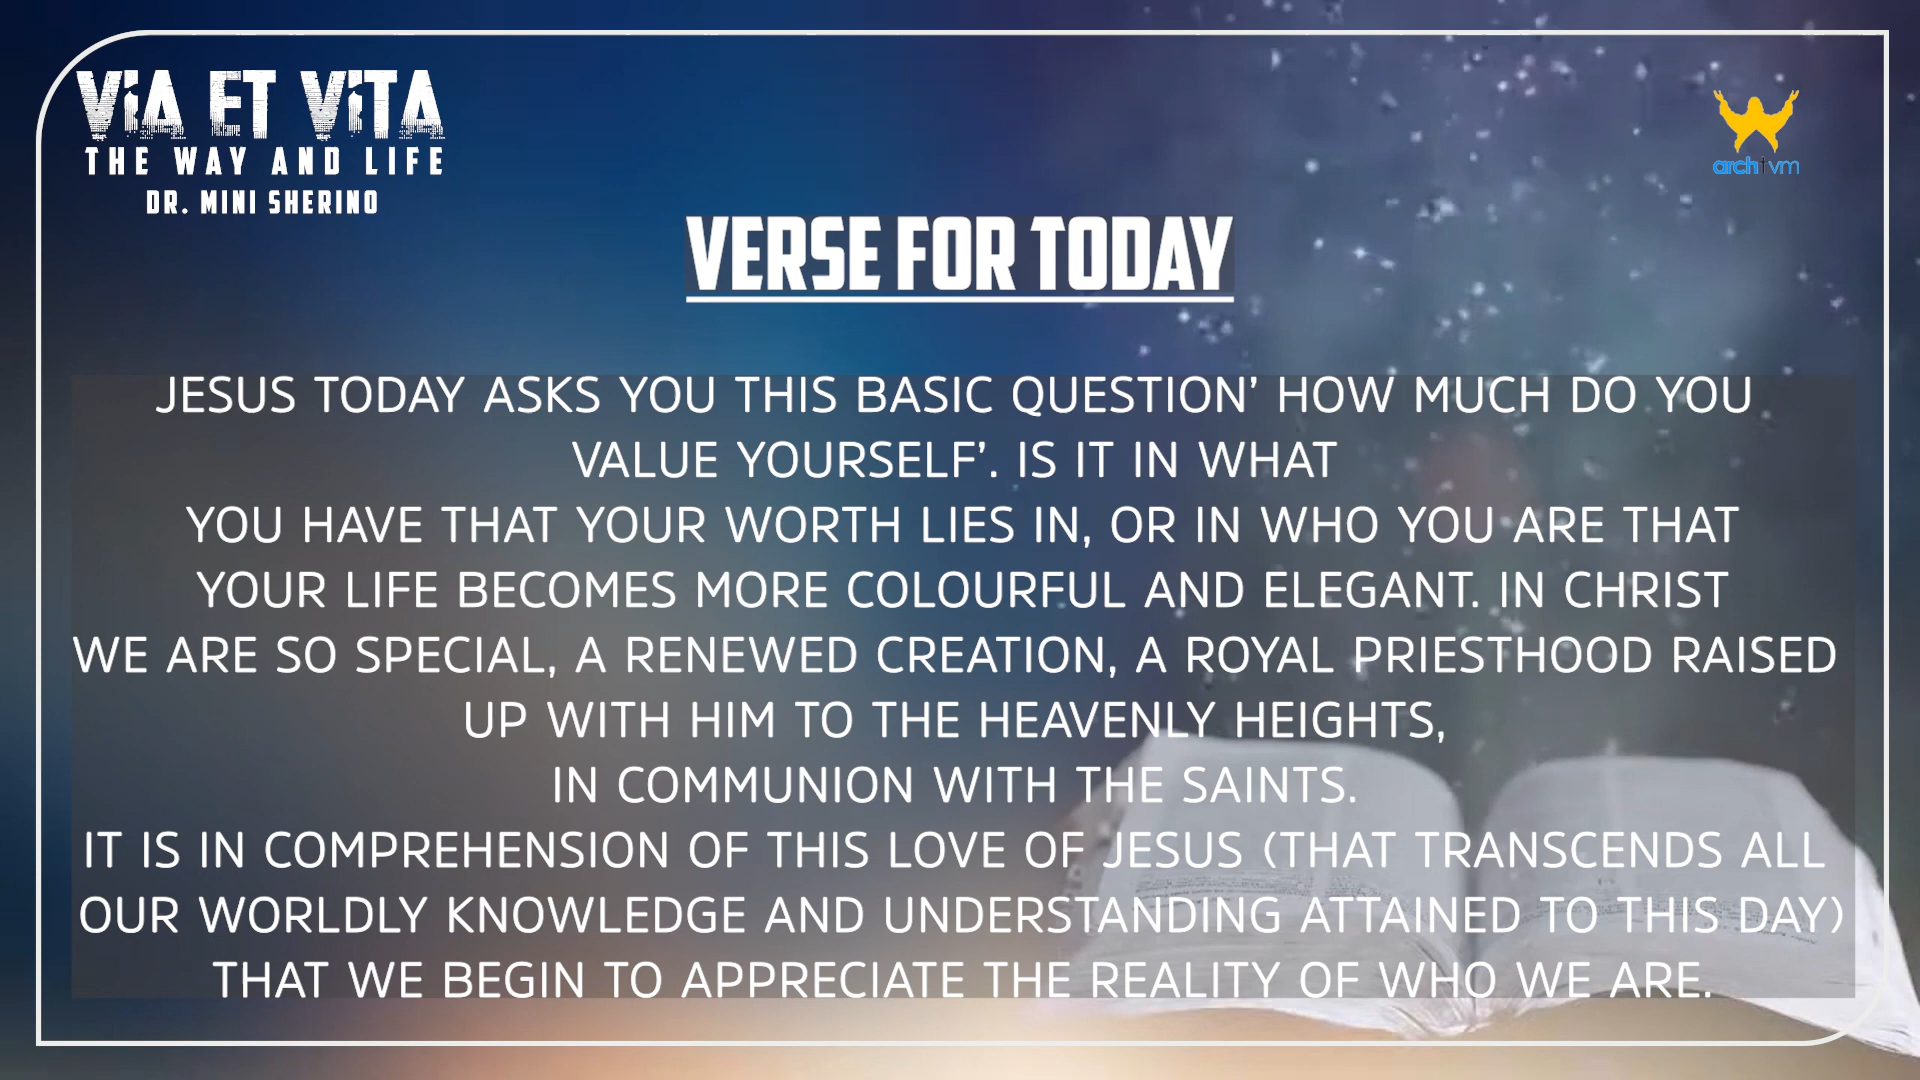 ViA ET ViTA
THE WAY AND LIFE
DR. MINI SHERINO
archtvm
VERSE FOR TODAY
JESUS TODAY ASKS YOU THIS BASIC QUESTION’ HOW MUCH DO YOU
VALUE YOURSELF’. IS IT IN WHAT
YOU HAVE THAT YOUR WORTH LIES IN, OR IN WHO YOU ARE THAT
YOUR LIFE BECOMES MORE COLOURFUL AND ELEGANT. IN CHRIST
WE ARE SO SPECIAL, A RENEWED CREATION, A ROYAL PRIESTHOOD RAISED
UP WITH HIM TO THE HEAVENLY HEIGHTS,
IN COMMUNION WITH THE SAINTS.
IT IS IN COMPREHENSION OF THIS LOVE OF JESUS (THAT TRANSCENDS ALL
OUR WORLDLY KNOWLEDGE AND UNDERSTANDING ATTAINED TO THIS DAY)
THAT WE BEGIN TO APPRECIATE THE REALITY OF WHO WE ARE.